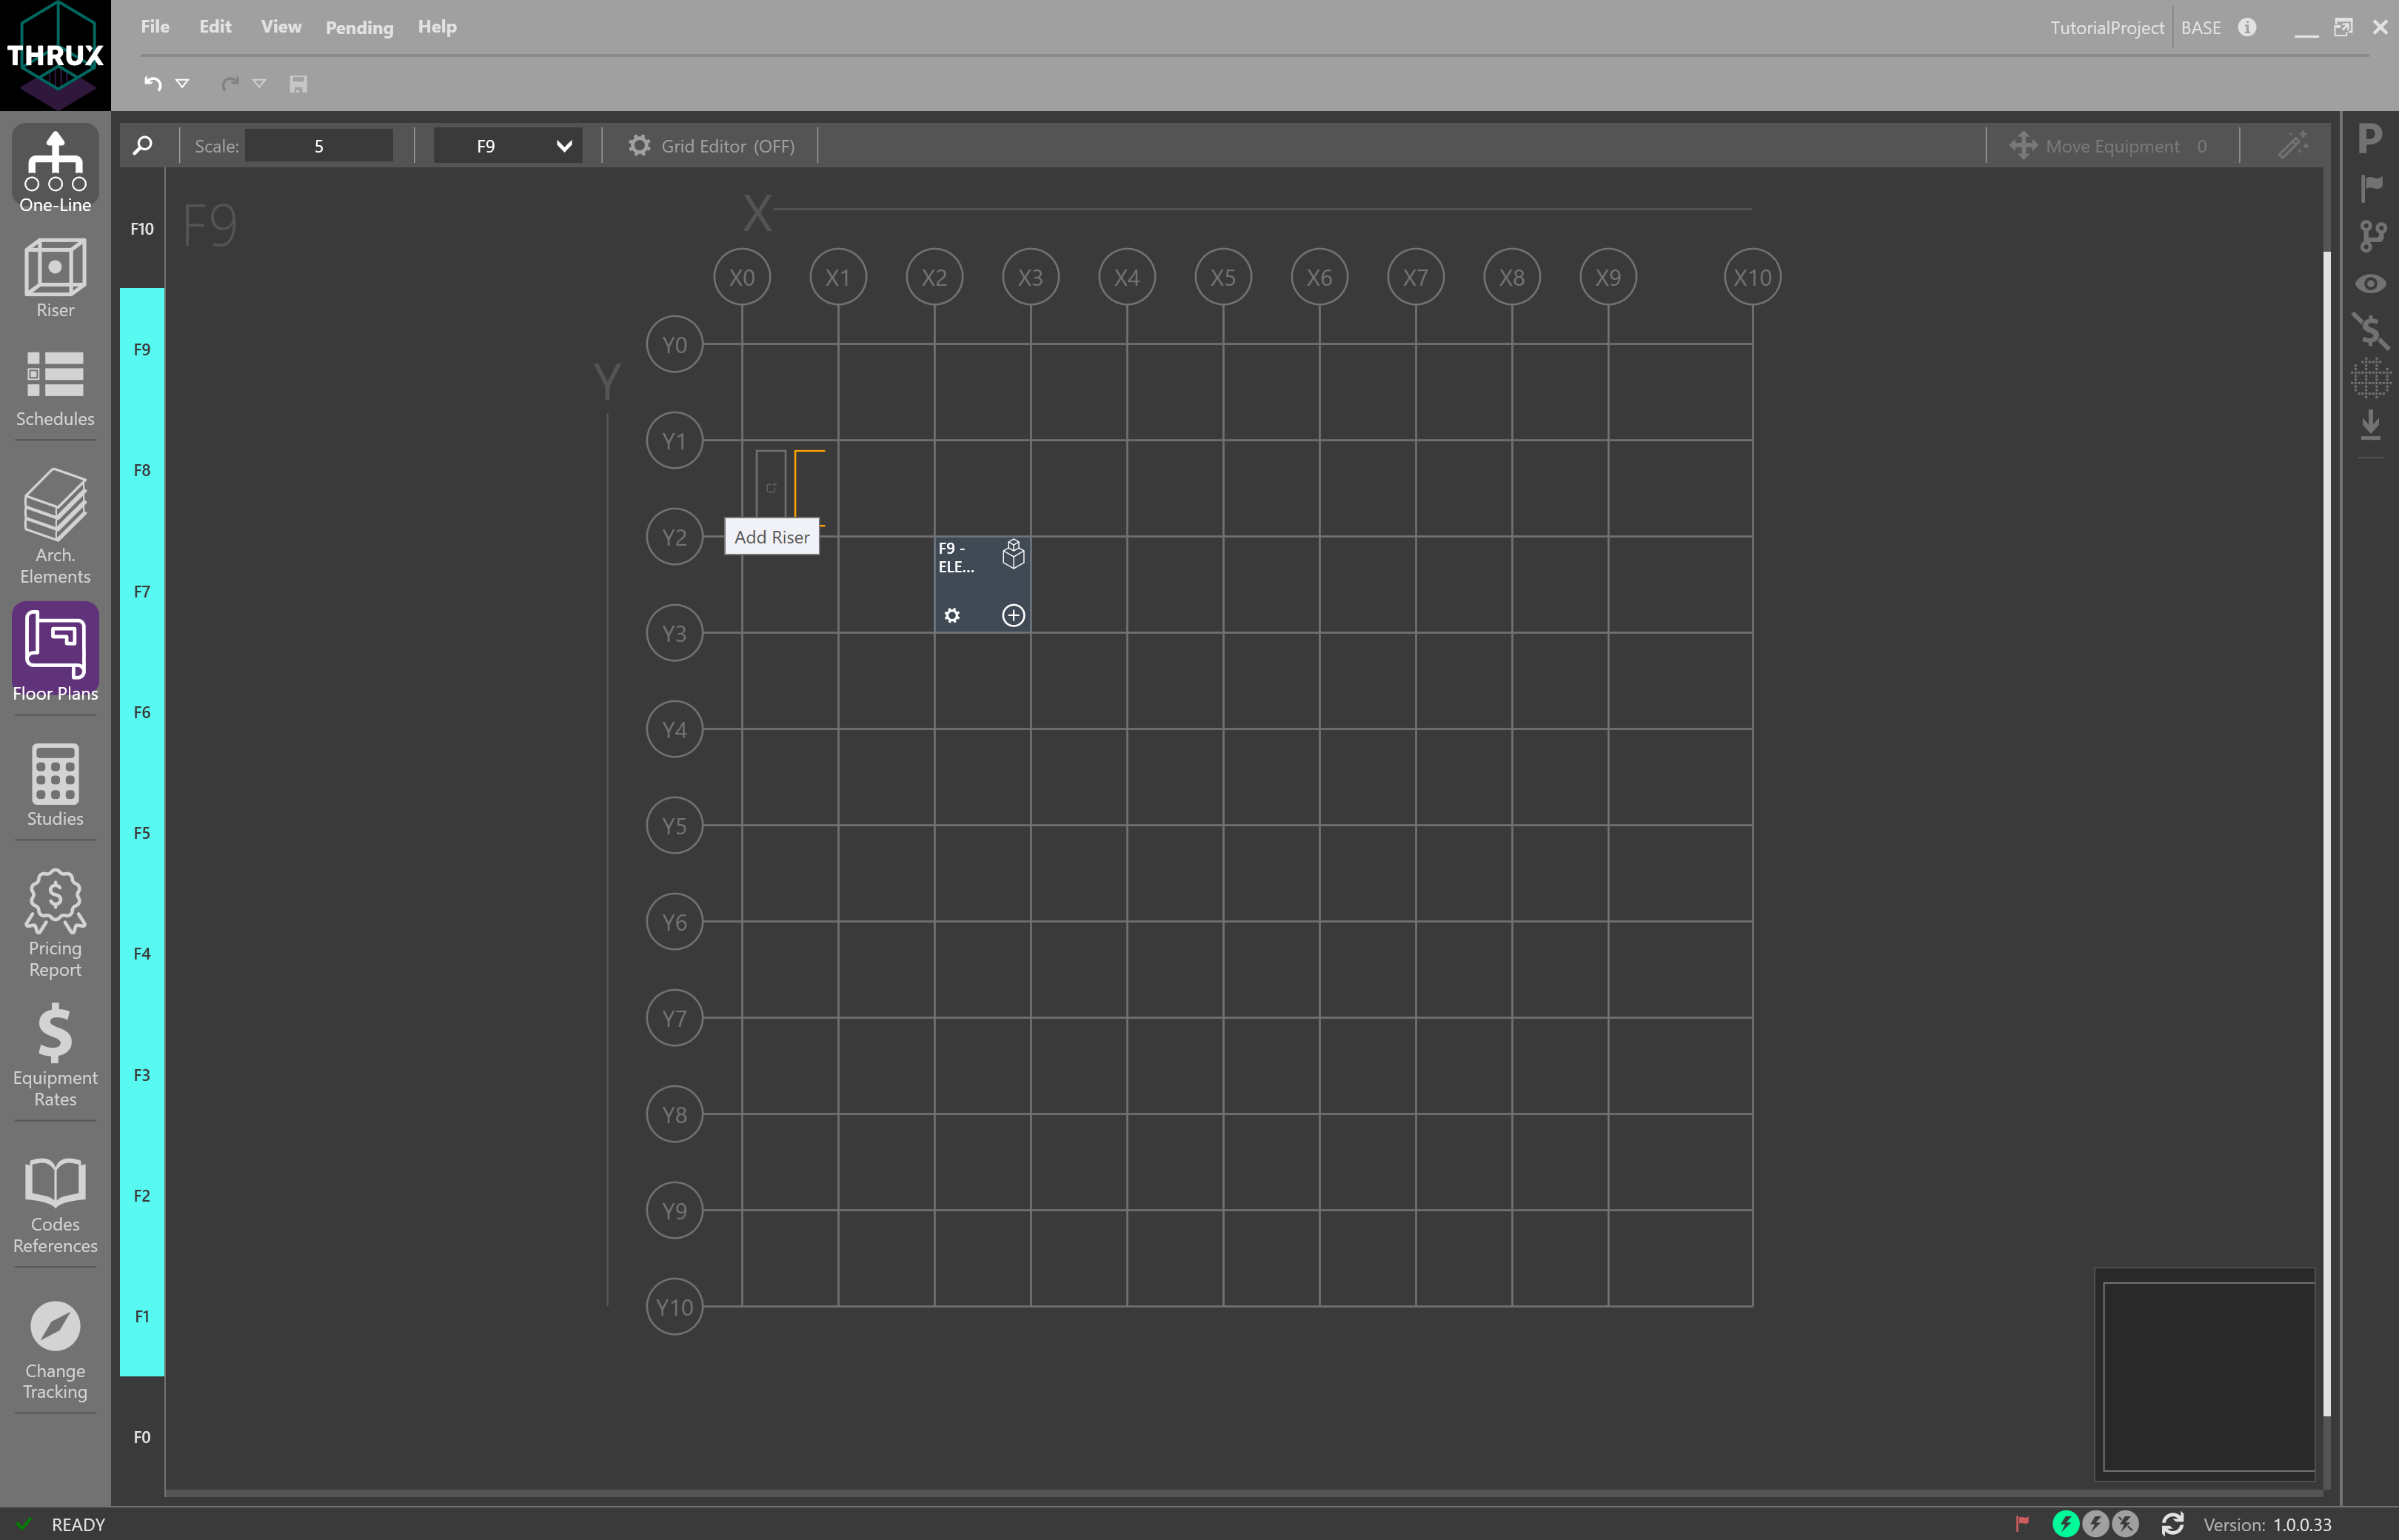 THRUX
File Edit View Pending Help
TutorialProject BASE
Scale: 5 F9 Grid Editor (OFF) Move Equipment 0
P
One-Line
Riser
Schedules
Arch.
Elements
Floor Plans
Studies
Pricing
Report
Equipment
Rates
Codes
References
Change
Tracking
F10
F9
F8
F7
F6
F5
F4
F3
F2
F1
F0
F9
X
X0 X1 X2 X3 X4 X5 X6 X7 X8 X9 X10
Y
Y0
Y1
Y2
Y3
Y4
Y5
Y6
Y7
Y8
Y9
Y10
Add Riser
F9 -
ELE...
READY
Version: 1.0.0.33